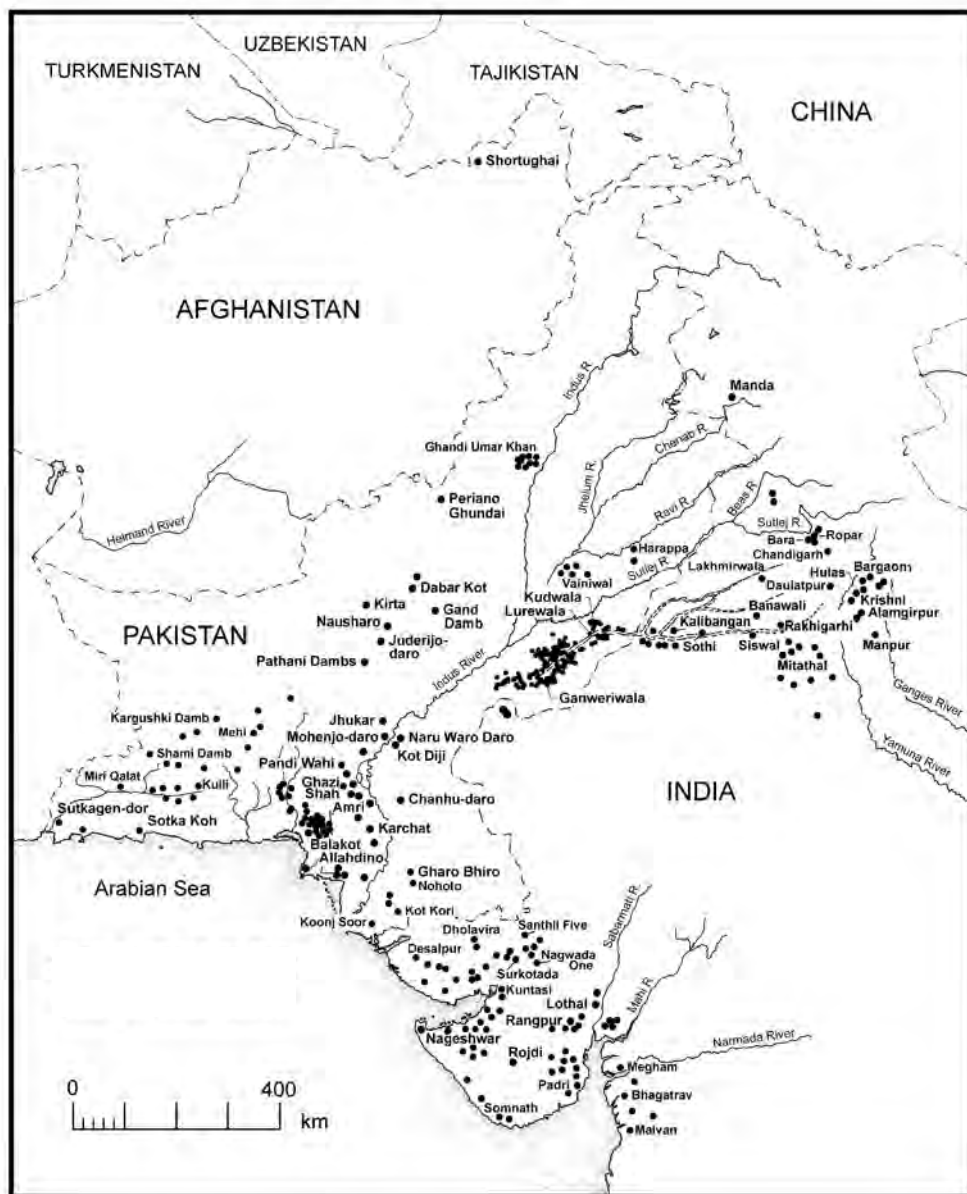 UZBEKISTAN
TURKMENISTAN
TAJIKISTAN
CHINA
Shortughai
AFGHANISTAN
Indus R.
Manda
Chenab R.
Ghandi Umar Khan
Jhelum R.
Periano
Ghundai
Ravi R.
Beas R.
Helmand River
Sutlej R.
Ropar
Bara
Harappa
Chandigarh
Sutlej R.
Vainiwal
Lakhmirwala
Hulas
Bargaom
Dabar Kot
Kudwala
Daulatpur
Krishnl
Kirta
Gand
Damb
Lurewala
Banawali
Alamgirpur
Nausharo
Kalibangan
Rakhigarhi
PAKISTAN
Juderijo-
daro
Sothi
Siswal
Manpur
Pathani Dambs
Indus River
Mitathal
Ganweriwala
Ganges River
Kargushki Damb
Jhukar
Mehi
Mohenjo-daro
Naru Waro Daro
Yamuna River
Shami Damb
Kot Diji
Pandi Wahi
Miri Qalat
Kulli
Ghazi
Shah
INDIA
Sutkagen-dor
Amri
Chanhu-daro
Sotka Koh
Karchat
Balakot
Allahdino
Arabian Sea
Gharo Bhiro
Noholo
Sabarmati R.
Kot Kori
Koonj Soor
Dholavira
Santhli Five
Desalpur
Nagwada
One
Surkotada
Mahi R.
Kuntasi
Lothal
Rangpur
Nageshwar
Narmada River
Rojdi
Megham
0 400
km
Padri
Bhagatrav
Somnath
Malvan